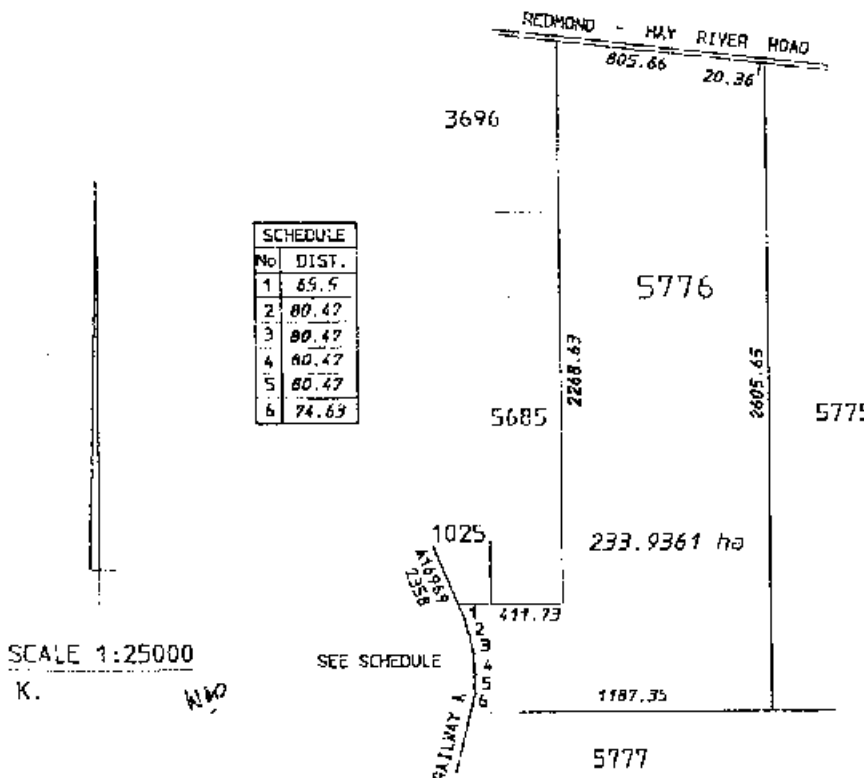 REDMOND - HAY RIVER ROAD
805.66
20.36
3696
SCHEDULE
No DIST.
1
2 80.47
3 80.47
4 80.47
5 80.47
6 74.63
5776
2268.63
2605.65
5685
5775
1025
233.9361 ha
A16969
2358
1 411.73
2
3
4
5
6
SEE SCHEDULE
SCALE 1:25000
K.
1187.35
RAILWAY
5777